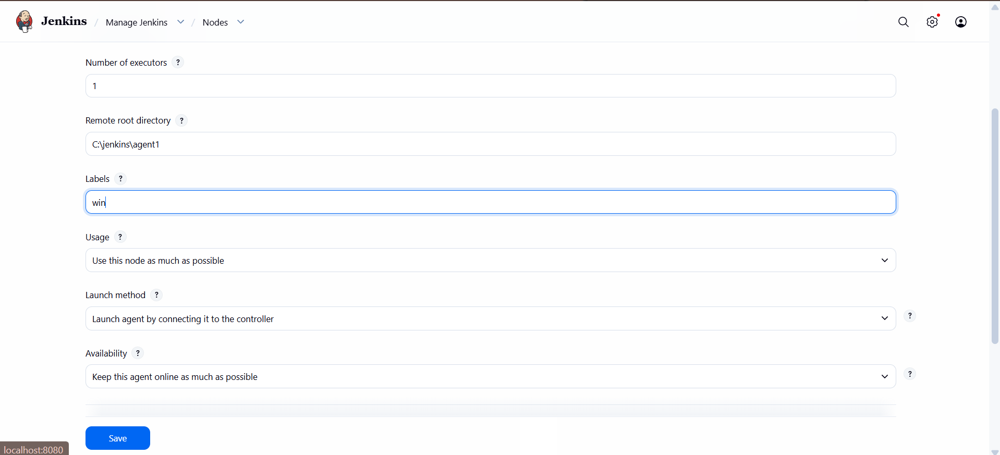 Jenkins / Manage Jenkins / Nodes
Number of executors ?
1
Remote root directory ?
C:\jenkins\agent1
Labels ?
win
Usage ?
Use this node as much as possible
Launch method ?
Launch agent by connecting it to the controller
?
Availability ?
Keep this agent online as much as possible
?
Save
localhost:8080